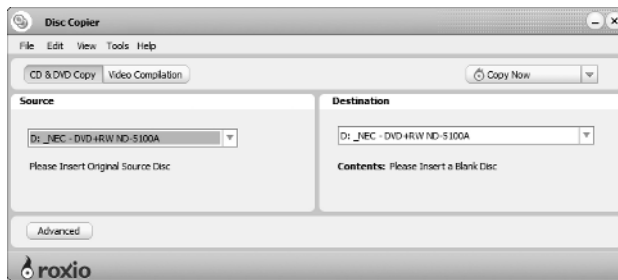 Disc Copier
File Edit View Tools Help
CD & DVD Copy Video Compilation Copy Now
Source Destination
D: _NEC - DVD+RW ND-5100A D: _NEC - DVD+RW ND-5100A
Please Insert Original Source Disc Contents: Please Insert a Blank Disc
Advanced
roxio